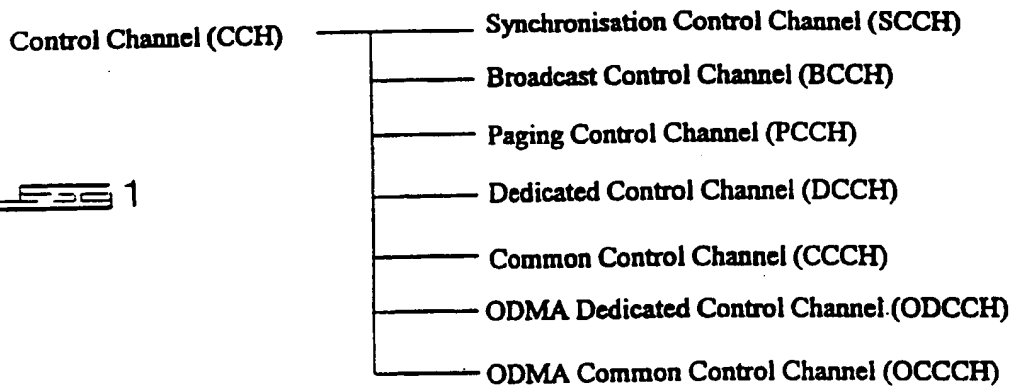 Control Channel (CCH)
Synchronisation Control Channel (SCCH)
Broadcast Control Channel (BCCH)
Paging Control Channel (PCCH)
1
Dedicated Control Channel (DCCH)
Common Control Channel (CCCH)
ODMA Dedicated Control Channel (ODCCH)
ODMA Common Control Channel (OCCCH)